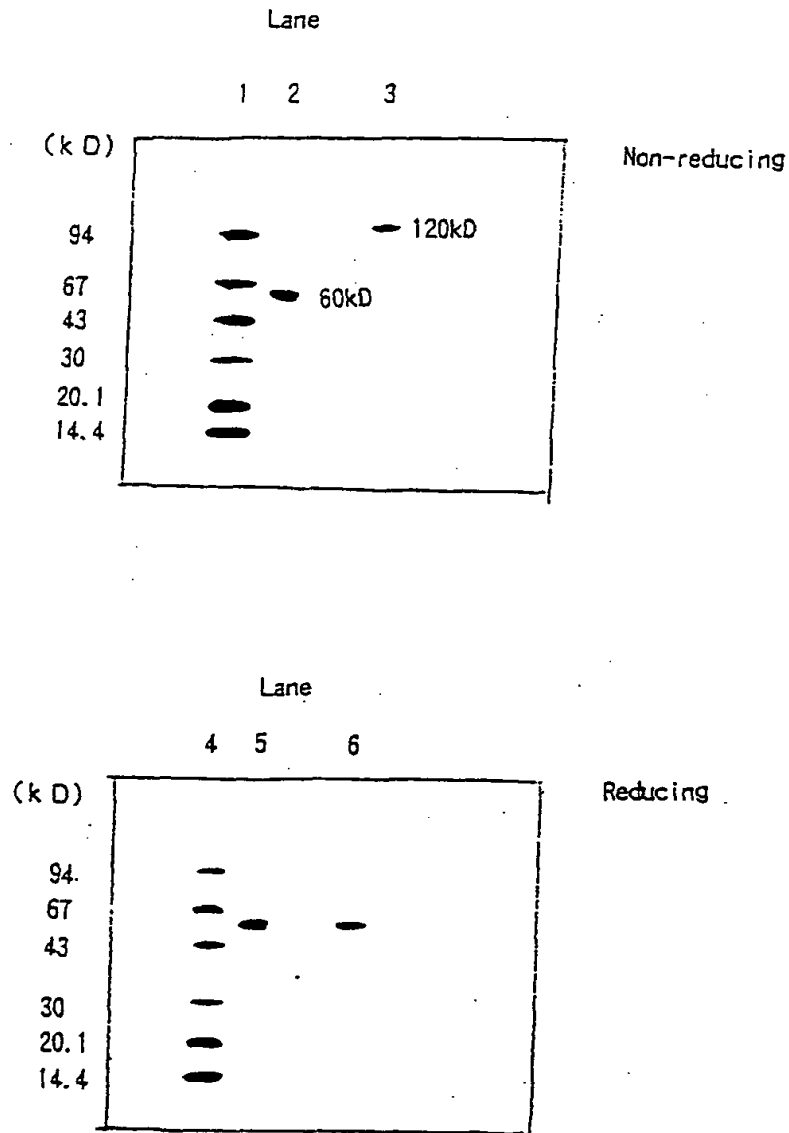 Lane
1 2 3
(kD)
Non-reducing
94
120kD
67
60kD
43
30
20.1
14.4
Lane
4 5 6
(kD)
Reducing
94
67
43
30
20.1
14.4